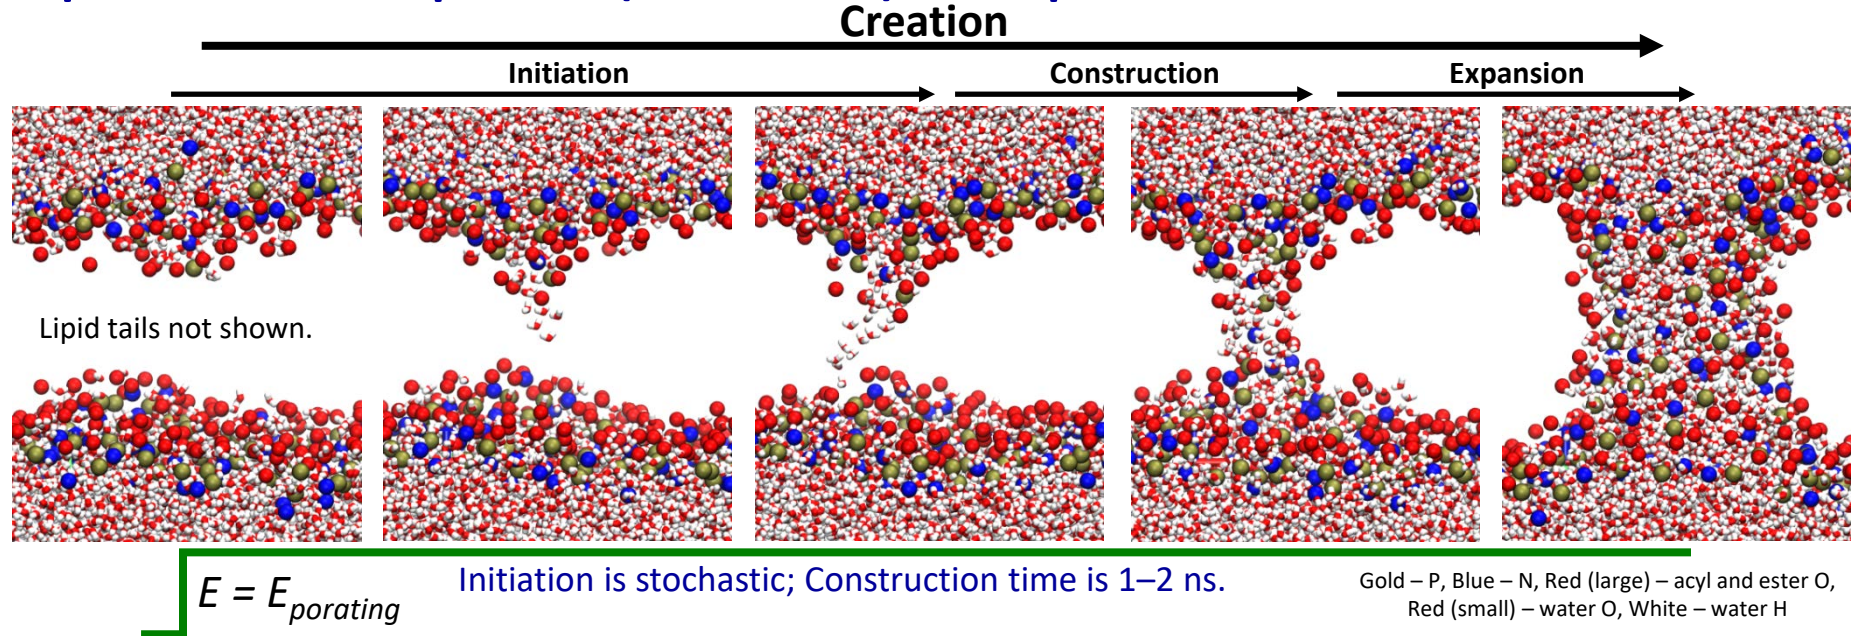 Creation
Initiation
Construction
Expansion
Lipid tails not shown.
E = E_porating
Initiation is stochastic; Construction time is 1–2 ns.
Gold – P, Blue – N, Red (large) – acyl and ester O,
Red (small) – water O, White – water H